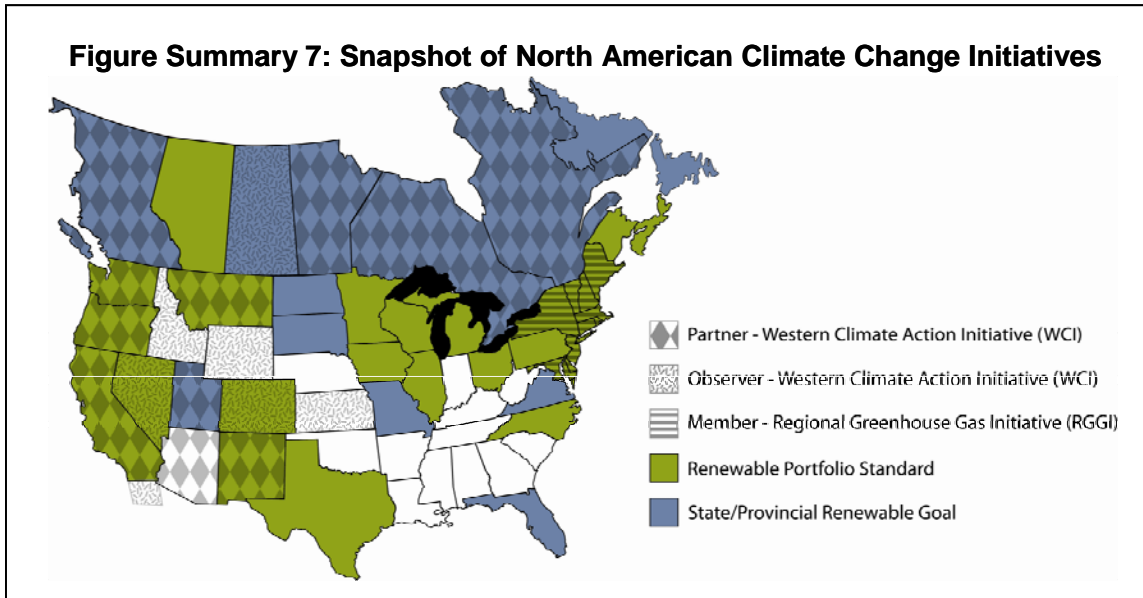 Figure Summary 7: Snapshot of North American Climate Change Initiatives
Partner - Western Climate Action Initiative (WCI)
Observer - Western Climate Action Initiative (WCI)
Member - Regional Greenhouse Gas Initiative (RGGI)
Renewable Portfolio Standard
State/Provincial Renewable Goal